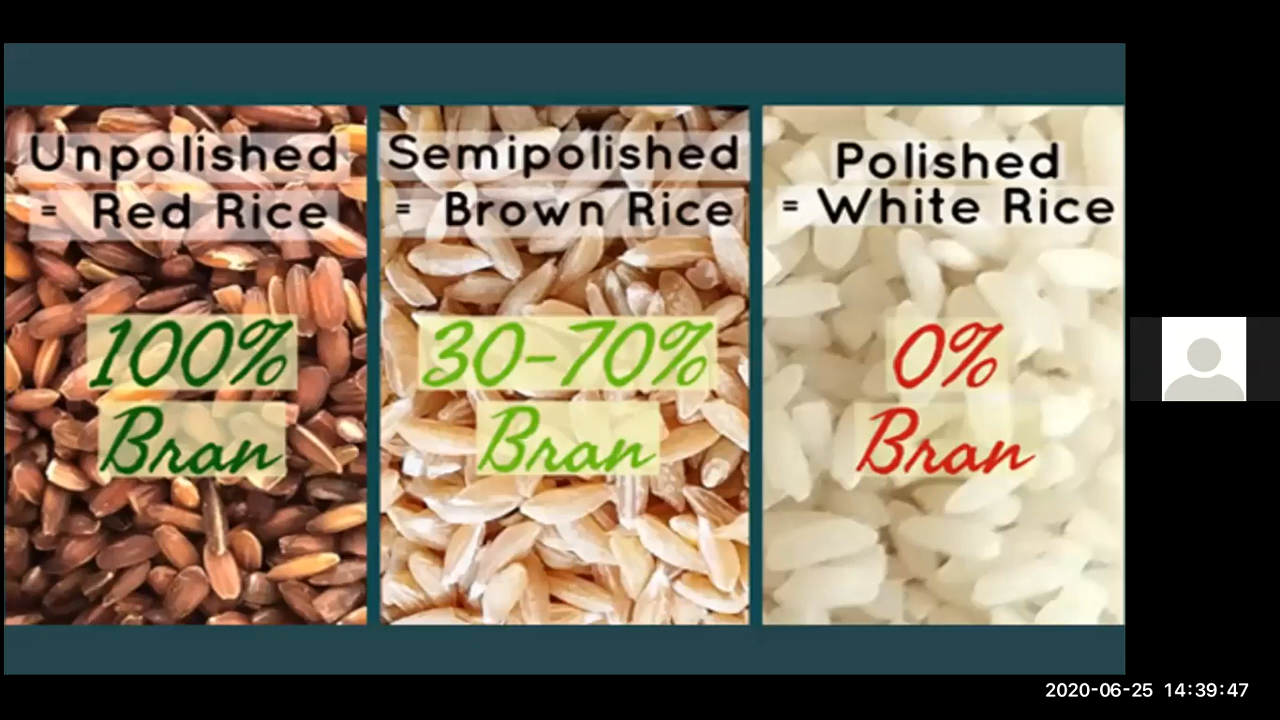 Unpolished
= Red Rice
100%
Bran
Semipolished
= Brown Rice
30-70%
Bran
Polished
= White Rice
0%
Bran
2020-06-25 14:39:47